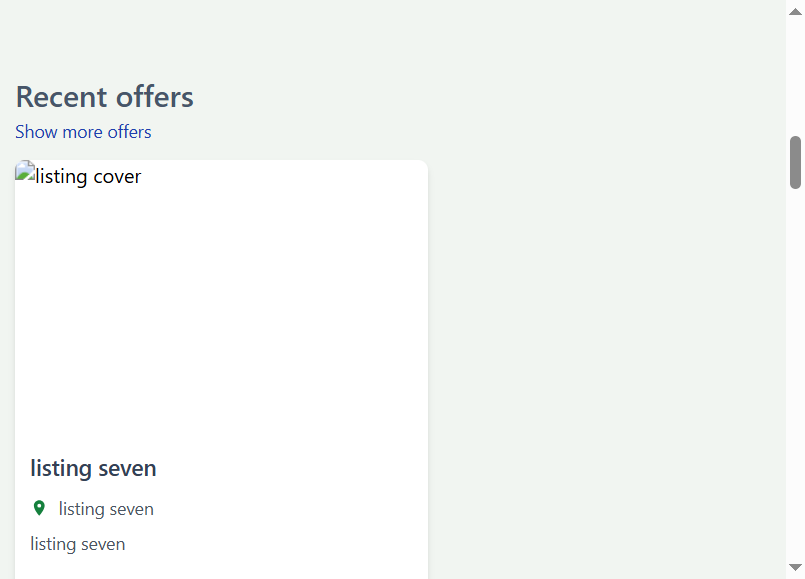 Recent offers
Show more offers
listing cover
listing seven
listing seven
listing seven